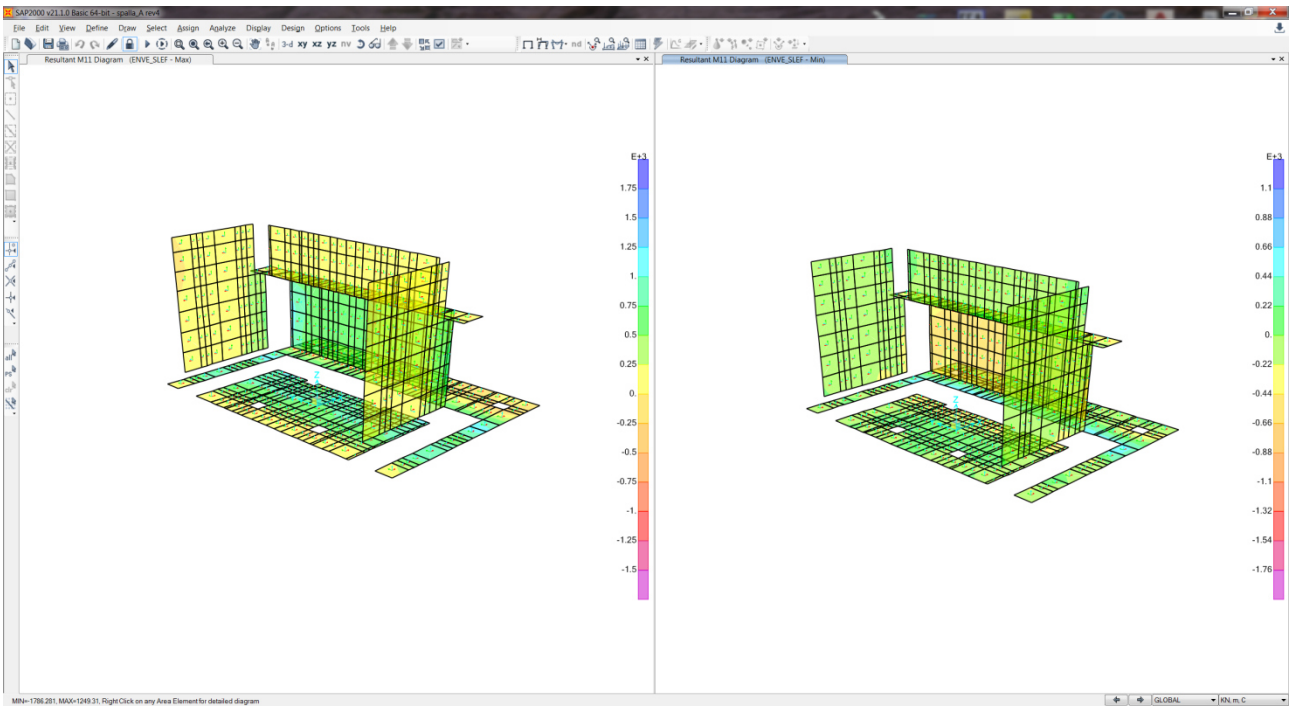 SAP2000 v21.1.0 Basic 64-bit - spalla_A rev4
File Edit View Define Draw Select Assign Analyze Display Design Options Tools Help
3-d xy xz yz nv
nd
Resultant M11 Diagram (ENVE_SLEF - Max)
Resultant M11 Diagram (ENVE_SLEF - Min)
E+3
1.75
1.5
1.25
1.
0.75
0.5
0.25
0.
-0.25
-0.5
-0.75
-1.
-1.25
-1.5
Z
E+3
1.1
0.88
0.66
0.44
0.22
0.
-0.22
-0.44
-0.66
-0.88
-1.1
-1.32
-1.54
-1.76
Z
MIN=-1786.281, MAX=1249.31, Right Click on any Area Element for detailed diagram
GLOBAL
KN, m, C